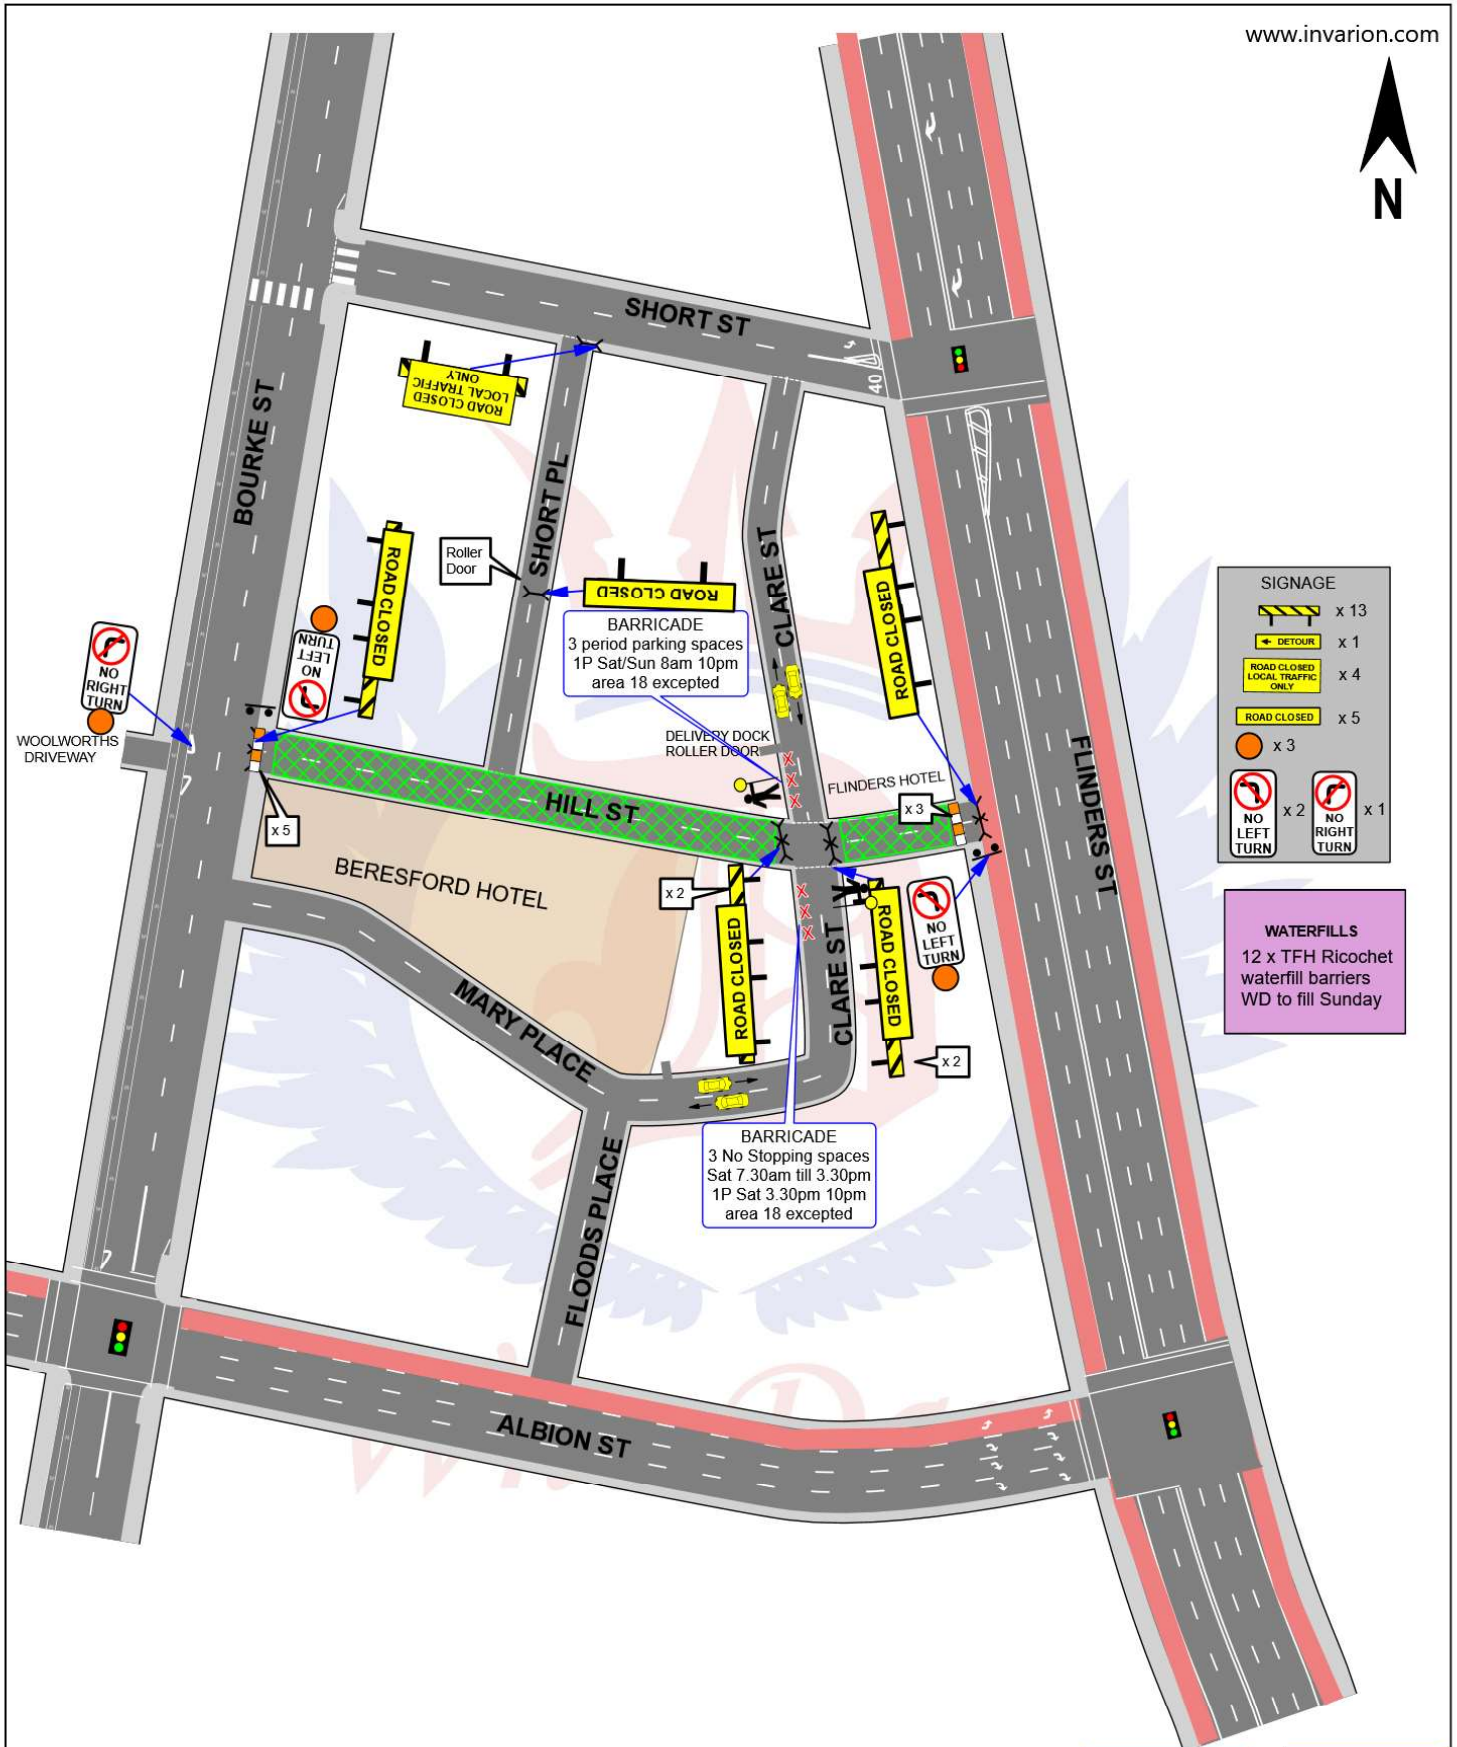 www.invarion.com
N
SHORT ST
40
ROAD CLOSED
LOCAL TRAFFIC
ONLY
BOURKE ST
SHORT PL
CLARE ST
Roller
Door
ROAD CLOSED
ROAD CLOSED
ROAD CLOSED
BARRICADE
3 period parking spaces
1P Sat/Sun 8am 10pm
area 18 excepted
NO
LEFT
TURN
NO
RIGHT
TURN
WOOLWORTHS
DRIVEWAY
DELIVERY DOCK
ROLLER DOOR
FLINDERS HOTEL
FLINDERS ST
HILL ST
x 3
x 5
BERESFORD HOTEL
x 2
ROAD CLOSED
ROAD CLOSED
NO
LEFT
TURN
CLARE ST
MARY PLACE
x 2
BARRICADE
3 No Stopping spaces
Sat 7.30am till 3.30pm
1P Sat 3.30pm 10pm
area 18 excepted
FLOODS PLACE
ALBION ST
SIGNAGE
x 13
DETOUR
x 1
ROAD CLOSED
LOCAL TRAFFIC
ONLY
x 4
ROAD CLOSED
x 5
x 3
NO
LEFT
TURN
x 2
NO
RIGHT
TURN
x 1
WATERFILLS
12 x TFH Ricochet
waterfill barriers
WD to fill Sunday